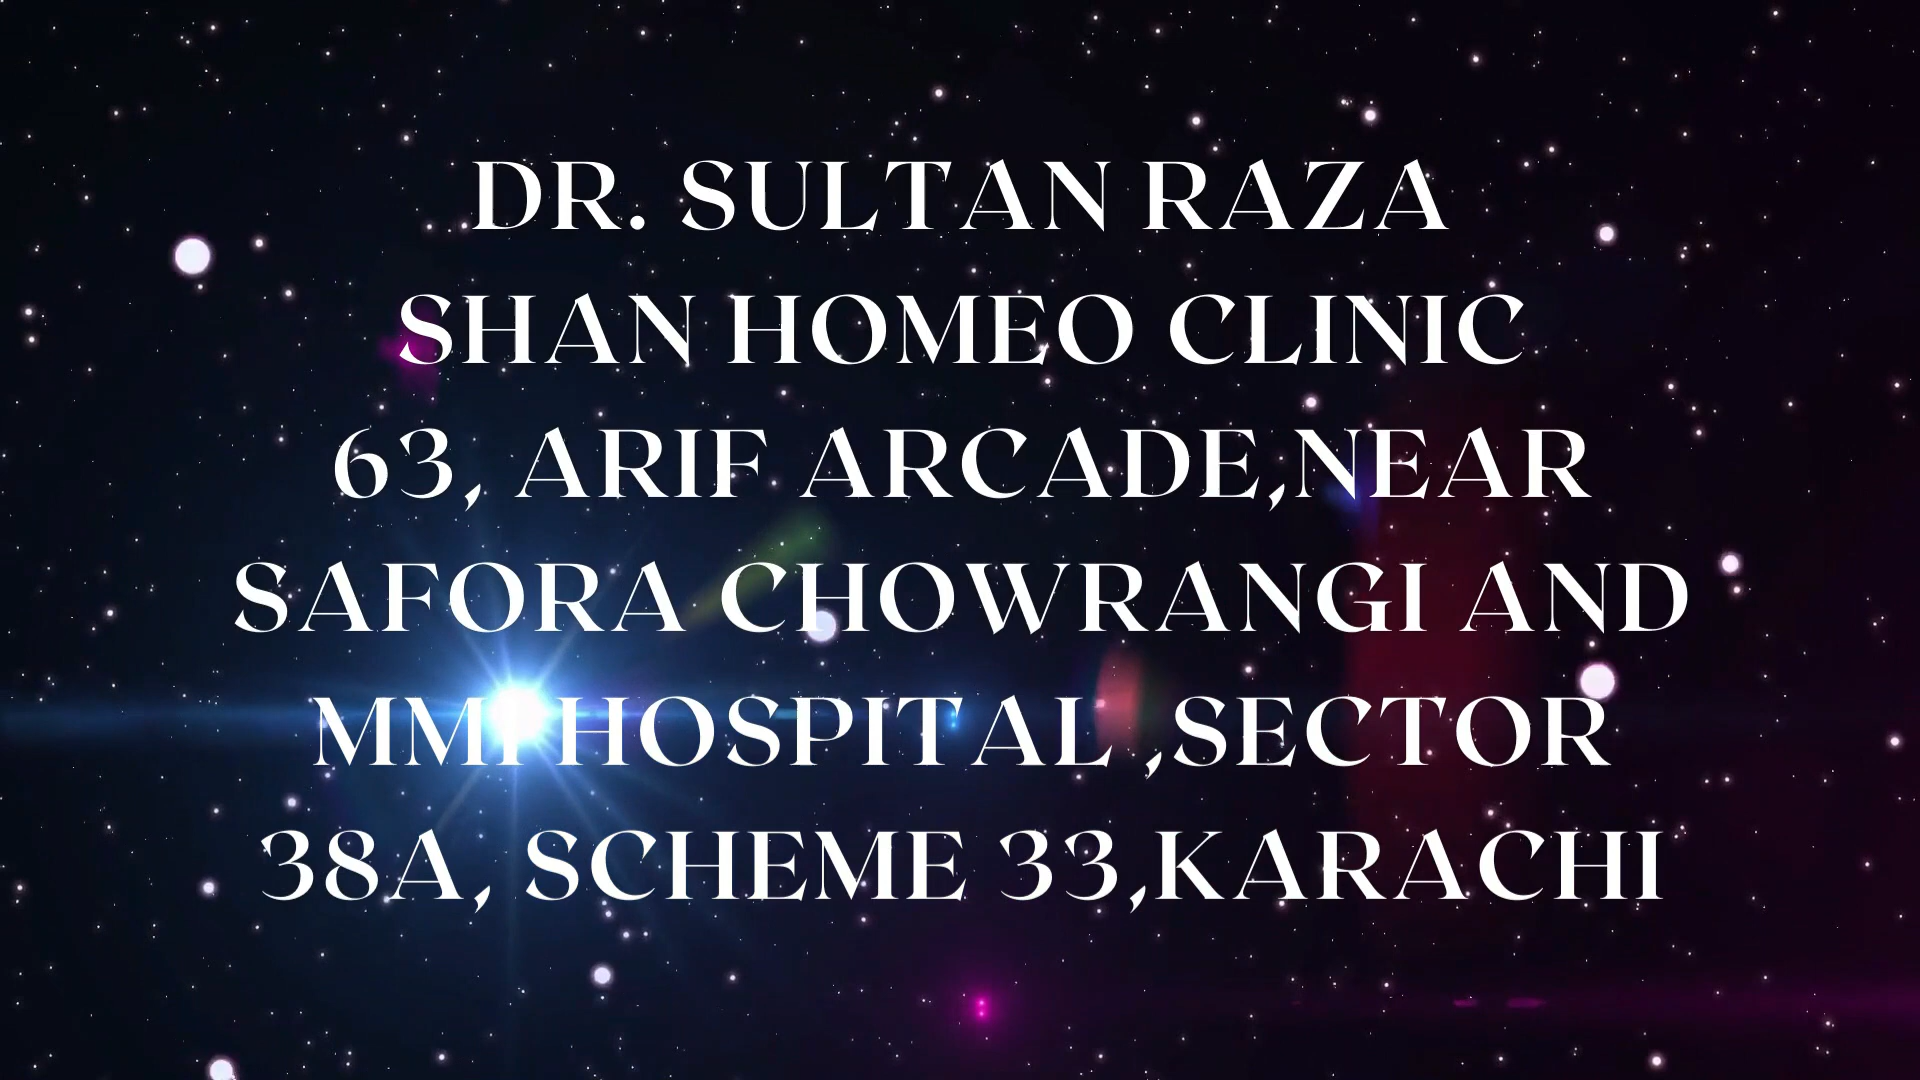 DR. SULTAN RAZA
SHAN HOMEO CLINIC
63, ARIF ARCADE,NEAR
SAFORA CHOWRANGI AND
MMI HOSPITAL ,SECTOR
38A, SCHEME 33,KARACHI